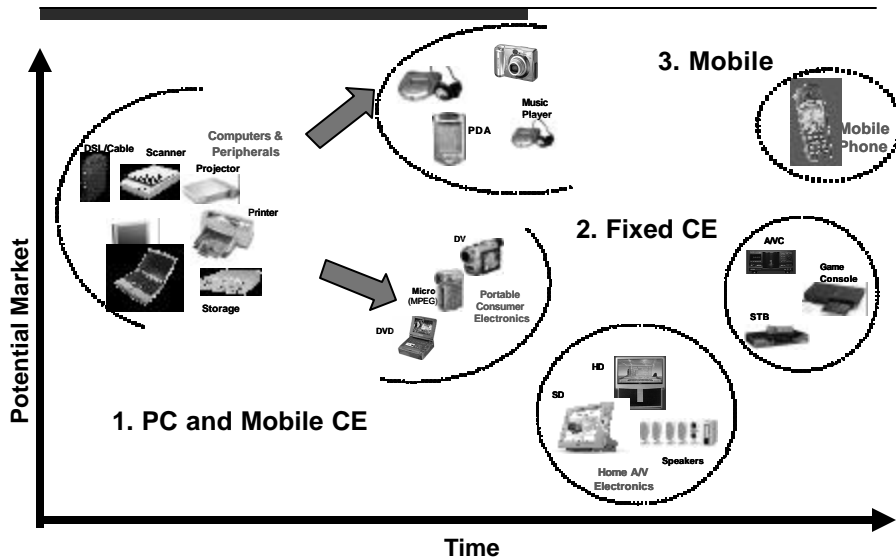 3. Mobile
Mobile
Phone
Computers &
Peripherals
DSL/Cable
Scanner
Projector
Printer
Storage
PDA
Music
Player
2. Fixed CE
DV
Micro
(MPEG)
DVD
Portable
Consumer
Electronics
A/VC
Game
Console
STB
HD
SD
Speakers
Home A/V
Electronics
1. PC and Mobile CE
Potential Market
Time